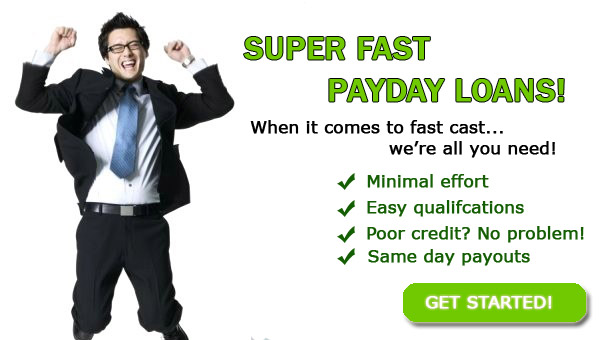 SUPER FAST
PAYDAY LOANS!
When it comes to fast cast...
we're all you need!
Minimal effort
Easy qualifcations
Poor credit? No problem!
Same day payouts
GET STARTED!